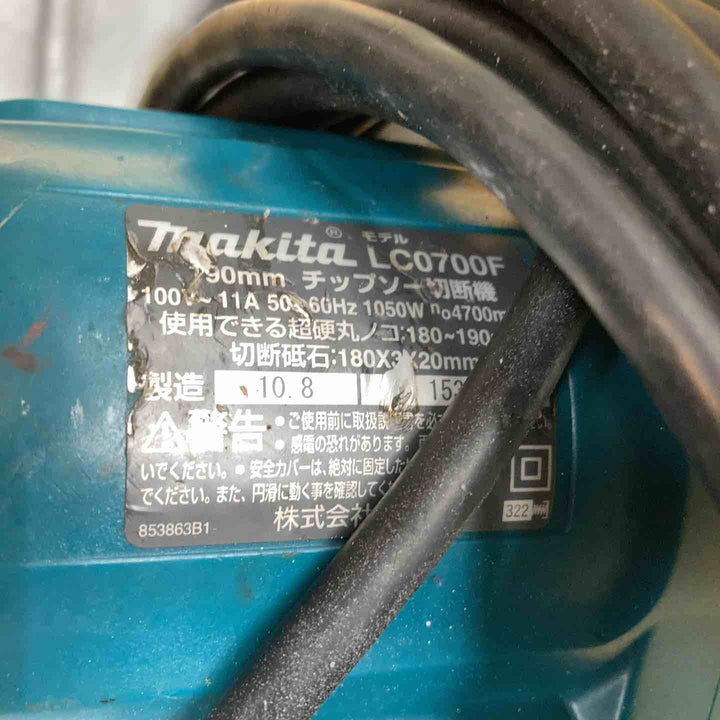 makita® モデル LC0700F
90mm チップソー切断機
100V～11A 50-60Hz 1050W n₀4700m
使用できる超硬丸ノコ:180~190
切断砥石:180X3X20mm
製造 10.8 153
警告 ・ご使用前に取扱説 書を必
・感電の恐れがあります。
いでください。・安全カバーは、絶対に固定した
でください。また、円滑に動く事を確認してく
853863B1 株式会 322